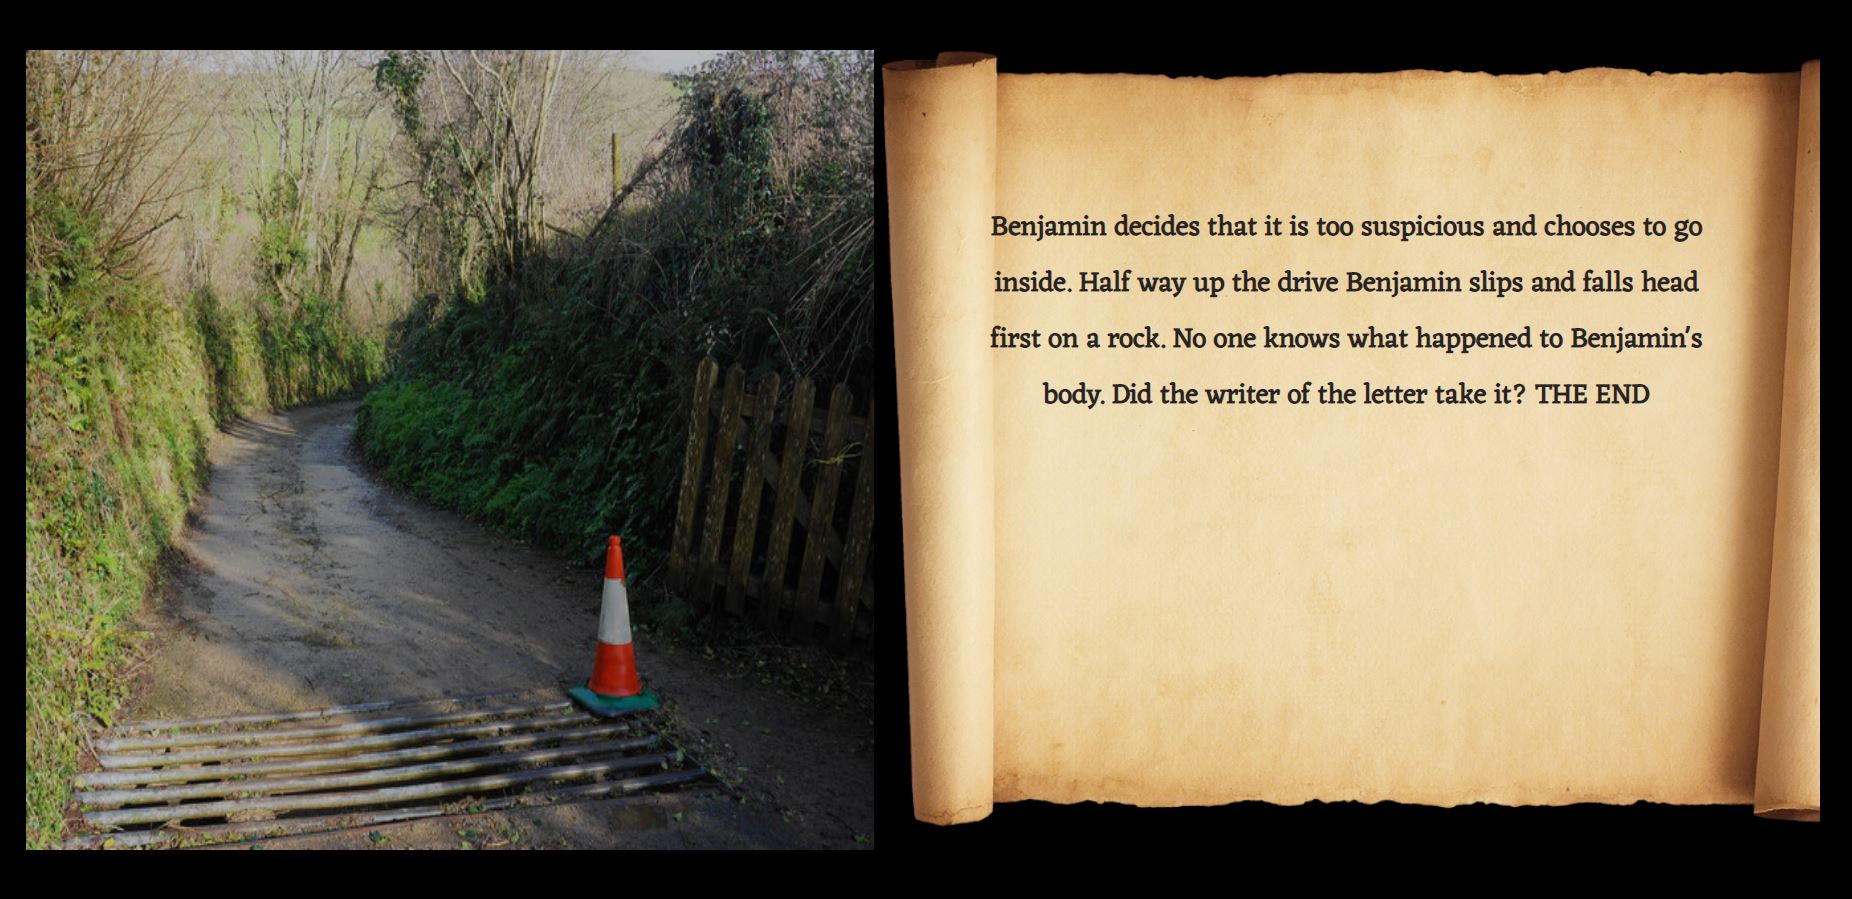 Benjamin decides that it is too suspicious and chooses to go
inside. Half way up the drive Benjamin slips and falls head
first on a rock. No one knows what happened to Benjamin's
body. Did the writer of the letter take it? THE END